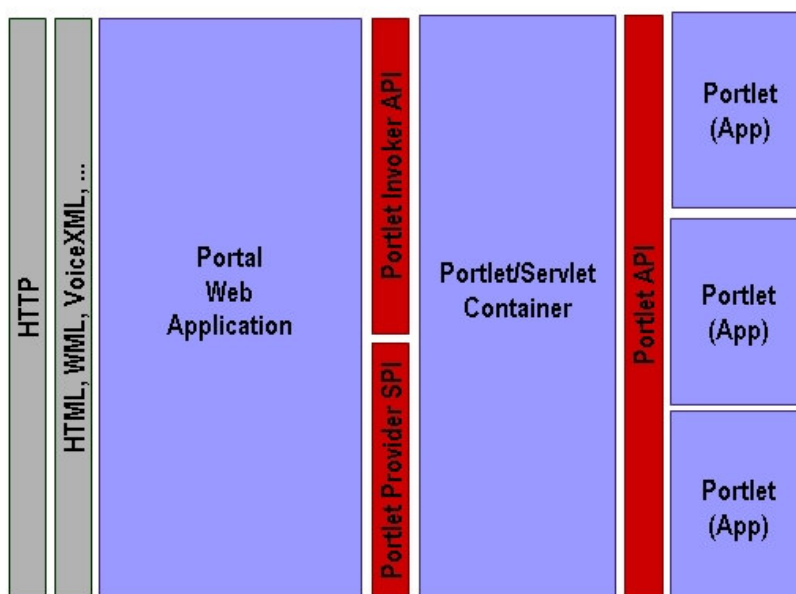 HTTP
HTML, WML, VoiceXML, ...
Portal
Web
Application
Portlet Invoker API
Portlet Provider SPI
Portlet/Servlet
Container
Portlet API
Portlet
(App)
Portlet
(App)
Portlet
(App)